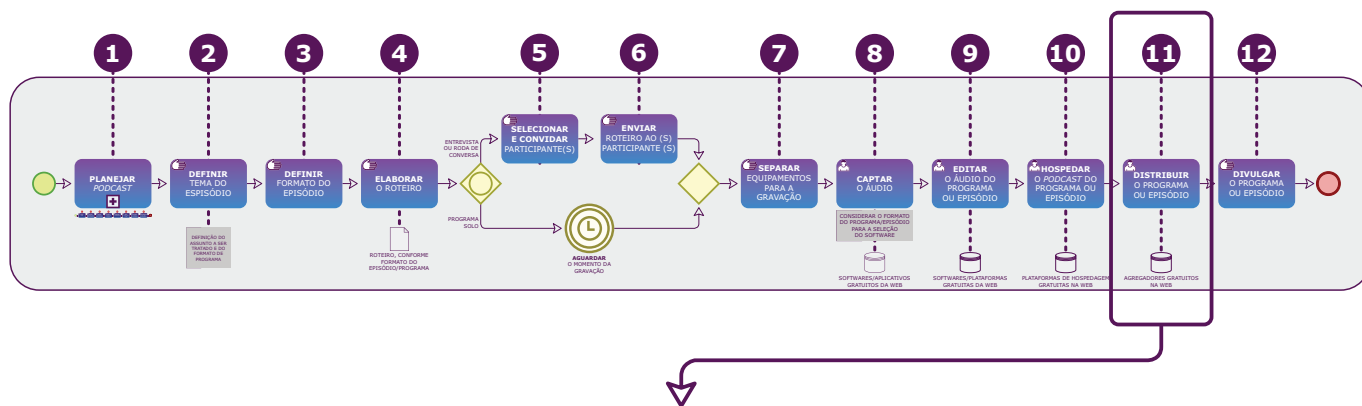 1
2
3
4
5
6
7
8
9
10
11
12
PLANEJAR
PODCAST
DEFINIR
TEMA DO
ESPISÓDIO
DEFINIÇÃO DO
ASSUNTO A SER
TRATADO E DO
FORMATO DE
PROGRAMA
DEFINIR
FORMATO DO
EPISÓDIO
ELABORAR
O ROTEIRO
ROTEIRO, CONFORME
FORMATO DO
EPISÓDIO/PROGRAMA
ENTREVISTA
OU RODA DE
CONVERSA
PROGRAMA
SOLO
SELECIONAR
E CONVIDAR
PARTICIPANTE(S)
ENVIAR
ROTEIRO AO (S)
PARTICIPANTE (S)
AGUARDAR
O MOMENTO DA
GRAVAÇÃO
SEPARAR
EQUIPAMENTOS
PARA A
GRAVAÇÃO
CAPTAR
O ÁUDIO
CONSIDERAR O FORMATO
DO PROGRAMA/EPISÓDIO
PARA A SELEÇÃO
DO SOFTWARE
SOFTWARES/APLICATIVOS
GRATUITOS DA WEB
EDITAR
O ÁUDIO DO
PROGRAMA
OU EPISÓDIO
SOFTWARES/PLATAFORMAS
GRATUITAS DA WEB
HOSPEDAR
O PODCAST DO
PROGRAMA OU
EPISÓDIO
PLATAFORMAS DE HOSPEDAGEM
GRATUITAS NA WEB
DISTRIBUIR
O PROGRAMA
OU EPISÓDIO
AGREGADORES GRATUITOS
NA WEB
DIVULGAR
O PROGRAMA
OU EPISÓDIO